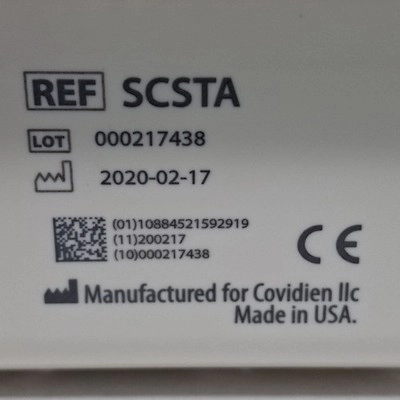 REF SCSTA
LOT 000217438
2020-02-17
(01)10884521592919
(11)200217
(10)000217438
CE
Manufactured for Covidien llc
Made in USA.